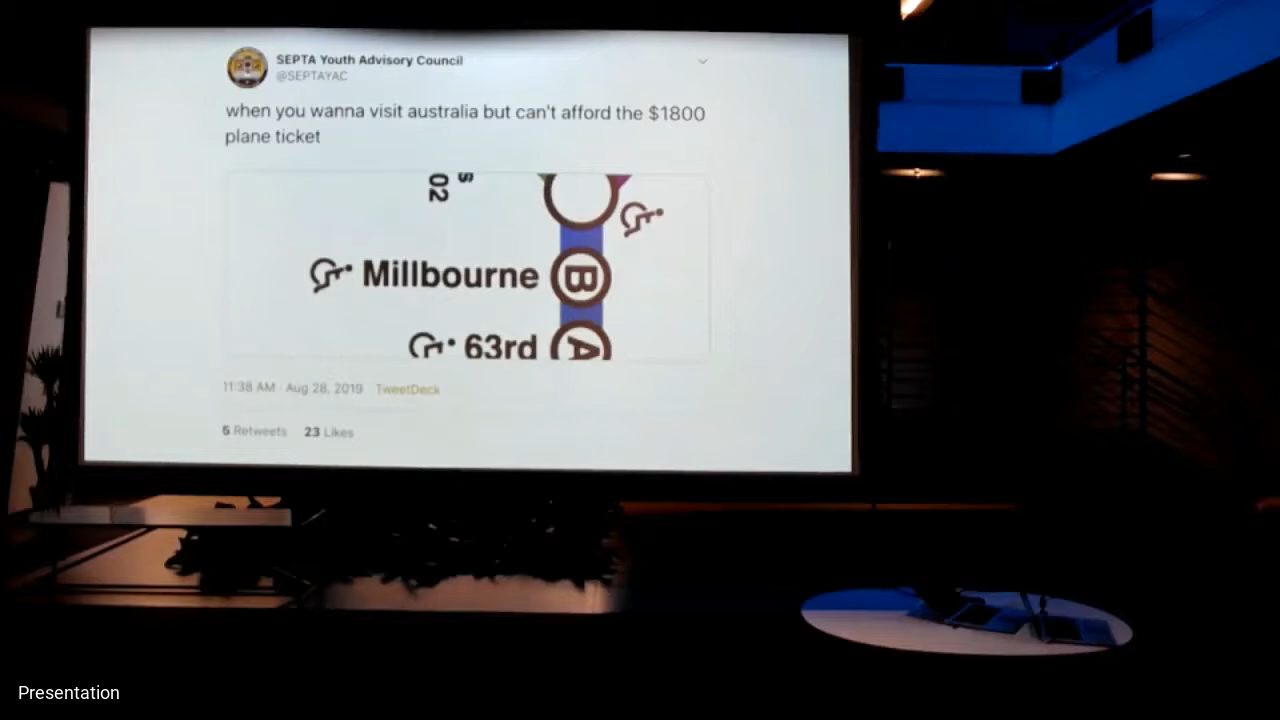 SEPTA Youth Advisory Council
@SEPTAYAC
when you wanna visit australia but can't afford the $1800
plane ticket
02
s
Millbourne
B
63rd
A
11:38 AM · Aug 28, 2019 TweetDeck
5 Retweets 23 Likes
Presentation